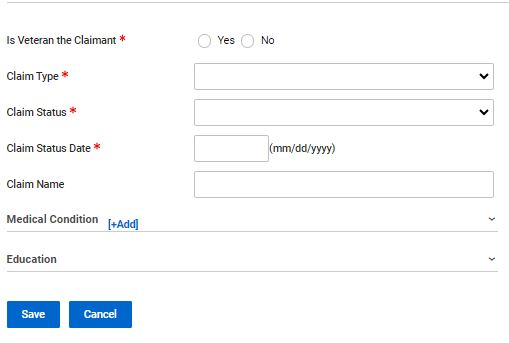 Is Veteran the Claimant * Yes No
Claim Type *
Claim Status *
Claim Status Date * (mm/dd/yyyy)
Claim Name
Medical Condition [+Add]
Education
Save Cancel